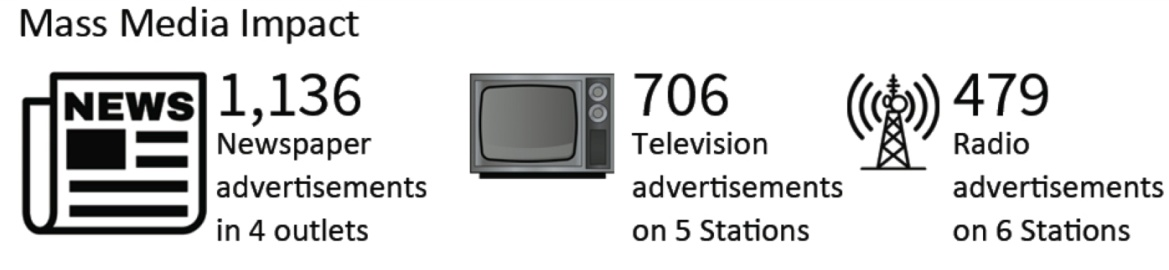 Mass Media Impact
NEWS
1,136
Newspaper
advertisements
in 4 outlets
706
Television
advertisements
on 5 Stations
479
Radio
advertisements
on 6 Stations